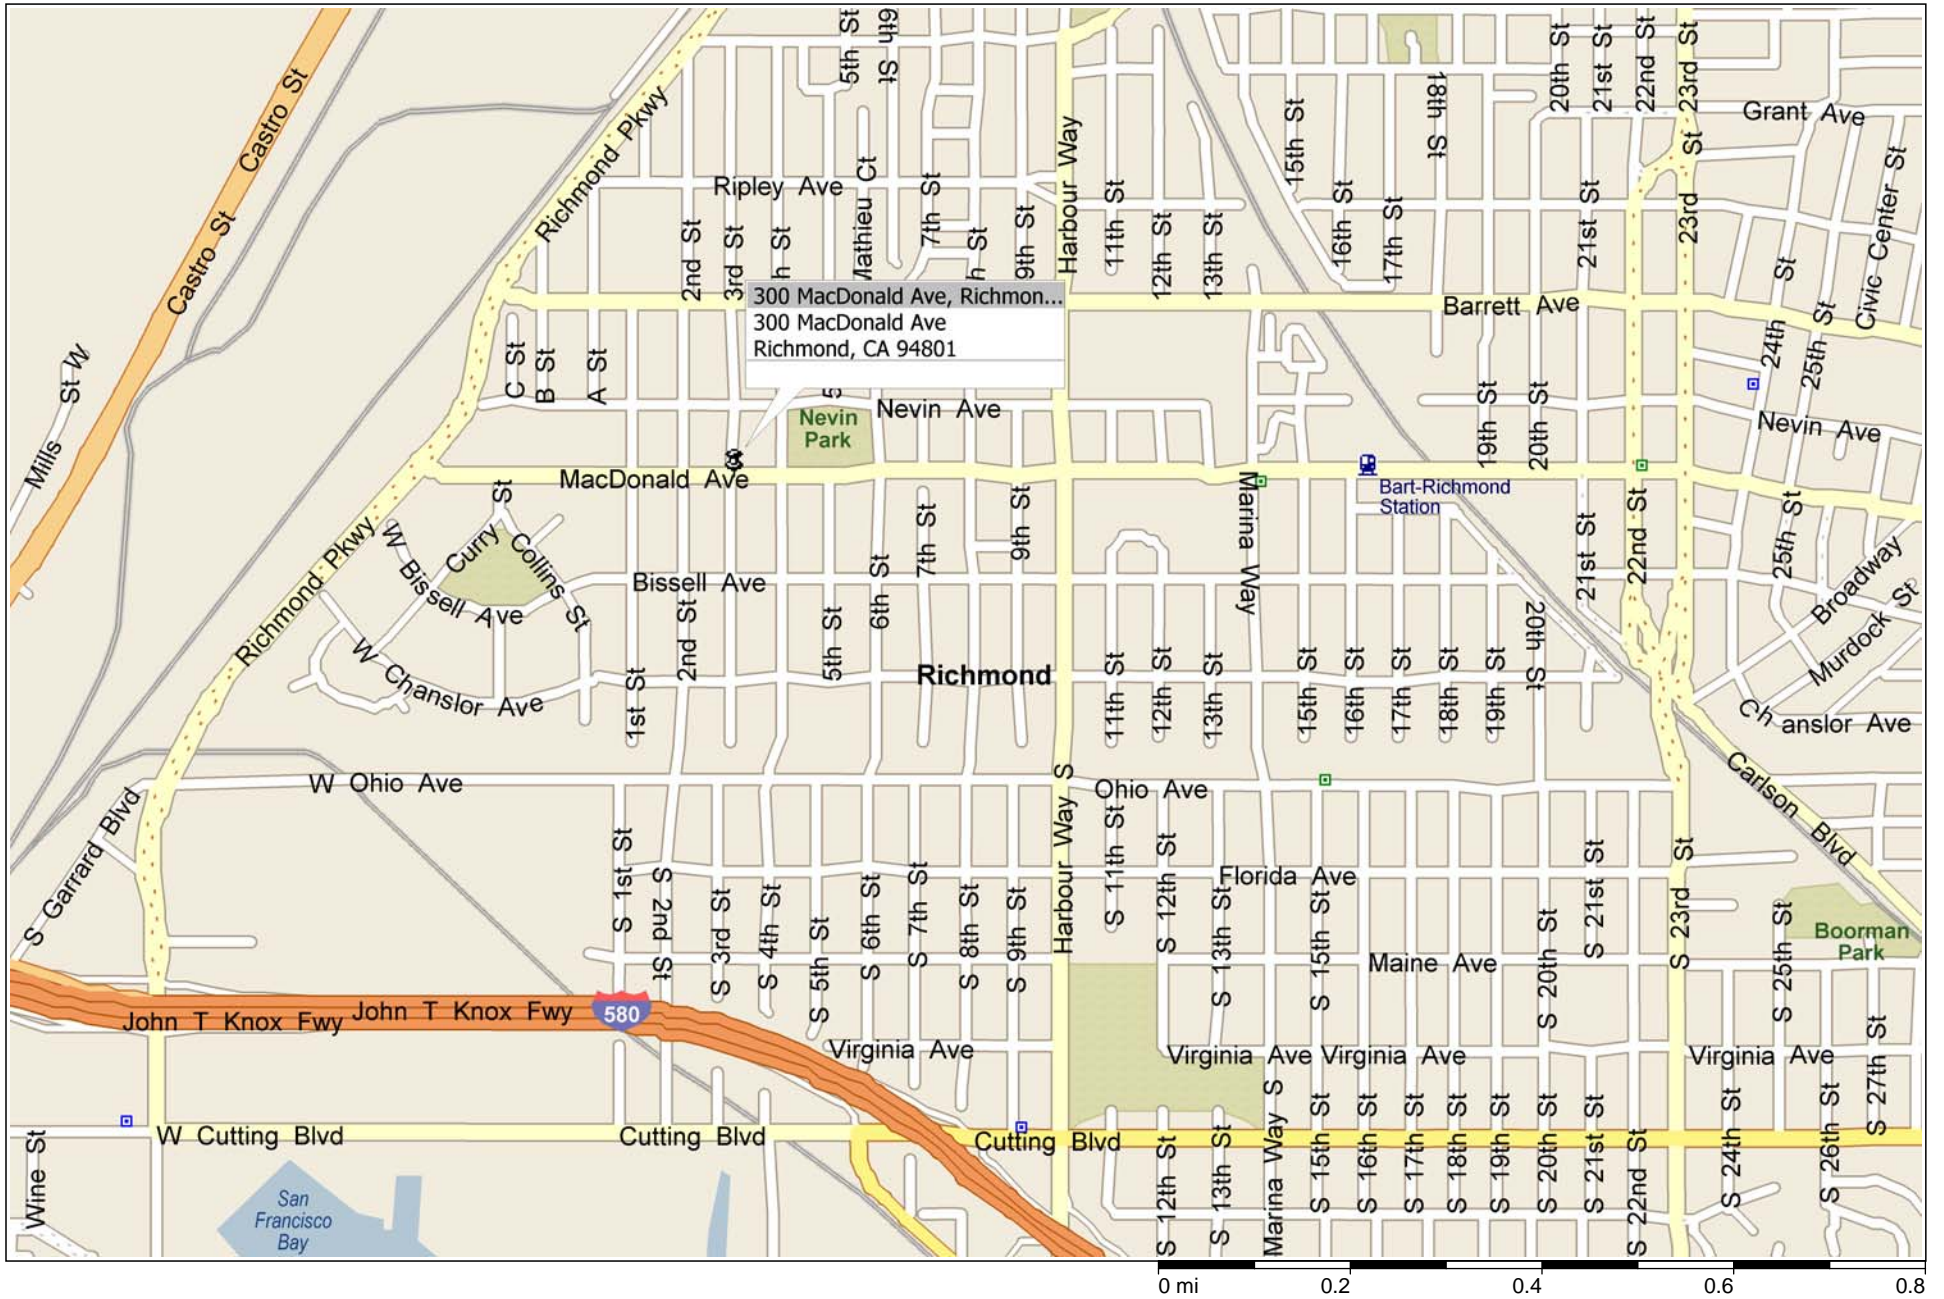 Castro St
Castro St
Richmond Pkwy
5th St
6th St
Harbour Way
15th St
18th St
20th St
21st St
22nd St
23rd St
Grant Ave
Ripley Ave
Mathieu Ct
7th St
9th St
11th St
12th St
13th St
16th St
17th St
21st St
23rd St
St
Civic Center St
2nd St
3rd St
h St
h St
300 MacDonald Ave, Richmon...
300 MacDonald Ave
Richmond, CA 94801
Barrett Ave
24th St
25th St
Mills St W
C St
B St
A St
5
Nevin Park
Nevin Ave
19th St
20th St
Nevin Ave
MacDonald Ave
Bart-Richmond
Station
Marina Way
Richmond Pkwy
W Bissell Ave
Curry St
Collins St
7th St
9th St
21st St
22nd St
25th St
Broadway
Murdock St
Bissell Ave
2nd St
5th St
6th St
20th St
W Chanslor Ave
1st St
Richmond
11th St
12th St
13th St
15th St
16th St
17th St
18th St
19th St
Chanslor Ave
W Ohio Ave
Ohio Ave
Carlson Blvd
S Garrard Blvd
Harbour Way S
S 1st St
S 2nd St
S 3rd St
S 4th St
S 5th St
S 6th St
S 7th St
S 8th St
S 9th St
S 11th St
S 12th St
Florida Ave
S 13th St
S 15th St
S 20th St
S 21st St
S 23rd St
S 25th St
Boorman
Park
Maine Ave
John T Knox Fwy
John T Knox Fwy
580
Virginia Ave
Virginia Ave
Virginia Ave
Virginia Ave
S 27th St
W Cutting Blvd
Cutting Blvd
Cutting Blvd
Wine St
San
Francisco
Bay
S 12th St
S 13th St
Marina Way S
S 15th St
S 16th St
S 17th St
S 18th St
S 19th St
S 20th St
S 21st St
S 22nd St
S 24th St
S 26th St
0 mi 0.2 0.4 0.6 0.8